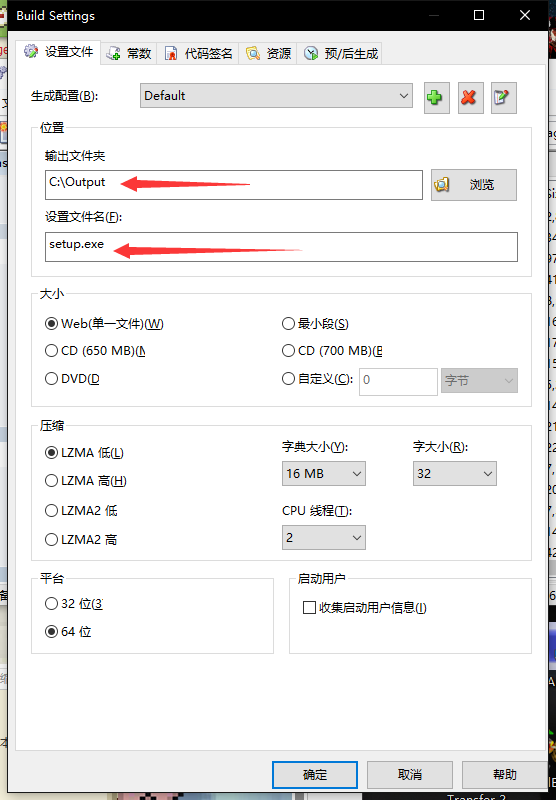 Build Settings
设置文件 常数 代码签名 资源 预/后生成
生成配置(B): Default
位置
输出文件夹
C:\Output 浏览
设置文件名(F):
setup.exe
大小
Web(单一文件)(W) 最小段(S)
CD (650 MB)( CD (700 MB)(
DVD(D 自定义(C): 0 字节
压缩
LZMA 低(L) 字典大小(Y): 字大小(R):
LZMA 高(H) 16 MB 32
LZMA2 低 CPU 线程(T):
LZMA2 高 2
平台 启动用户
32 位(3 收集启动用户信息(I)
64 位
确定 取消 帮助
Transfer 2